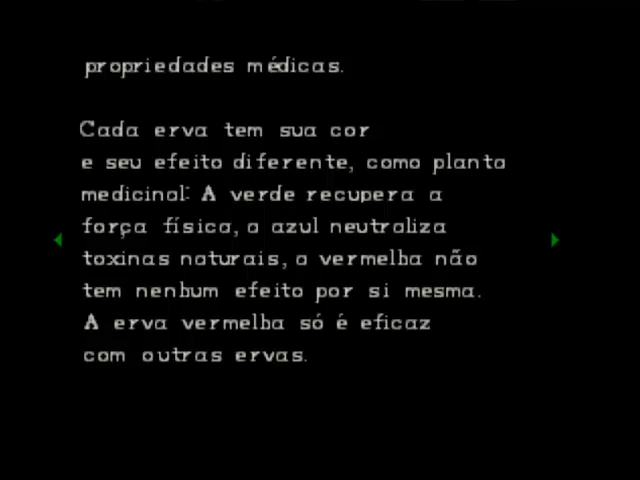 propriedades médicas.
Cada erva tem sua cor
e seu efeito diferente, como planta
medicinal: A verde recupera a
força física, a azul neutraliza
toxinas naturais, a vermelha não
tem nenhum efeito por si mesma.
A erva vermelha só é eficaz
com outras ervas.